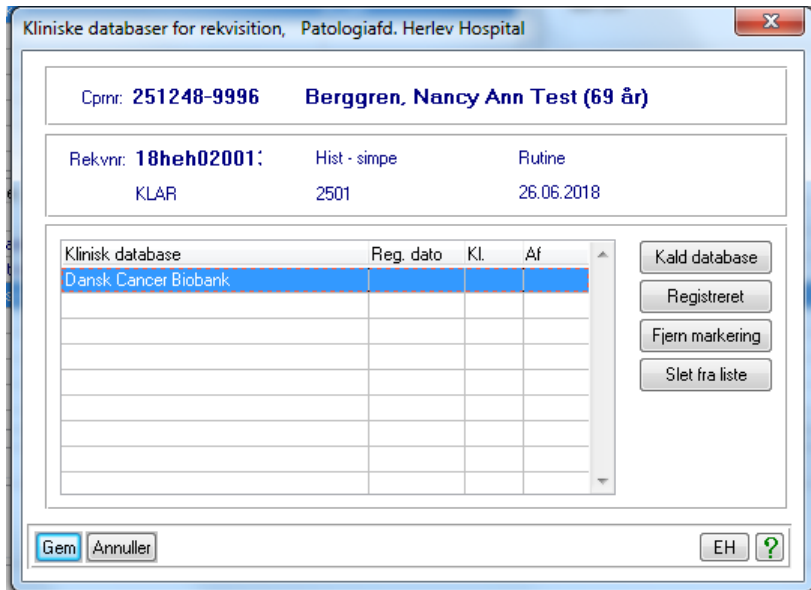 Kliniske databaser for rekvisition, Patologiafd. Herlev Hospital
Cprnr: 251248-9996 Berggren, Nancy Ann Test (69 år)
Rekvnr: 18heh02001 Hist - simpe Rutine
KLAR 2501 26.06.2018
Klinisk database Reg. dato Kl. Af
Dansk Cancer Biobank
Kald database
Registreret
Fjern markering
Slet fra liste
Gem Annuller EH ?